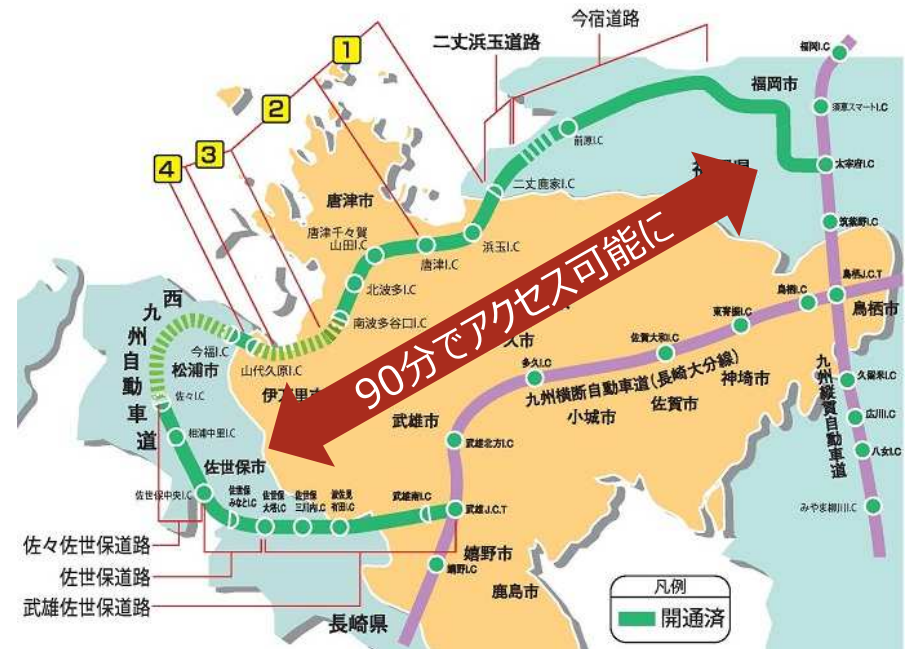 今宿道路
二丈浜玉道路
福岡I.C
福岡市
須恵スマートI.C
1
2
3
4
前原I.C
太宰府I.C
二丈鹿家I.C
唐津市
筑紫野I.C
唐津千々賀
山田I.C
浜玉I.C
唐津I.C
北波多I.C
鳥栖J.C.T
鳥栖I.C
鳥栖市
東脊振I.C
南波多谷口I.C
西
九
州
自
動
車
道
今福I.C
松浦市
山代久原I.C
90分でアクセス可能に
佐賀大和I.C
多久I.C
九州横断自動車道(長崎大分線)
神埼市
佐賀市
小城市
久留米I.C
九州縦貫自動車道
広川I.C
八女I.C
佐々I.C
武雄市
相浦中里I.C
武雄北方I.C
佐世保市
佐世保中央I.C
佐世保
みなとI.C
佐世保
大塔I.C
佐世保
三川内I.C
波佐見
有田I.C
武雄南I.C
武雄J.C.T
みやま柳川I.C
佐々佐世保道路
佐世保道路
武雄佐世保道路
嬉野市
嬉野I.C
鹿島市
長崎県
凡例
開通済